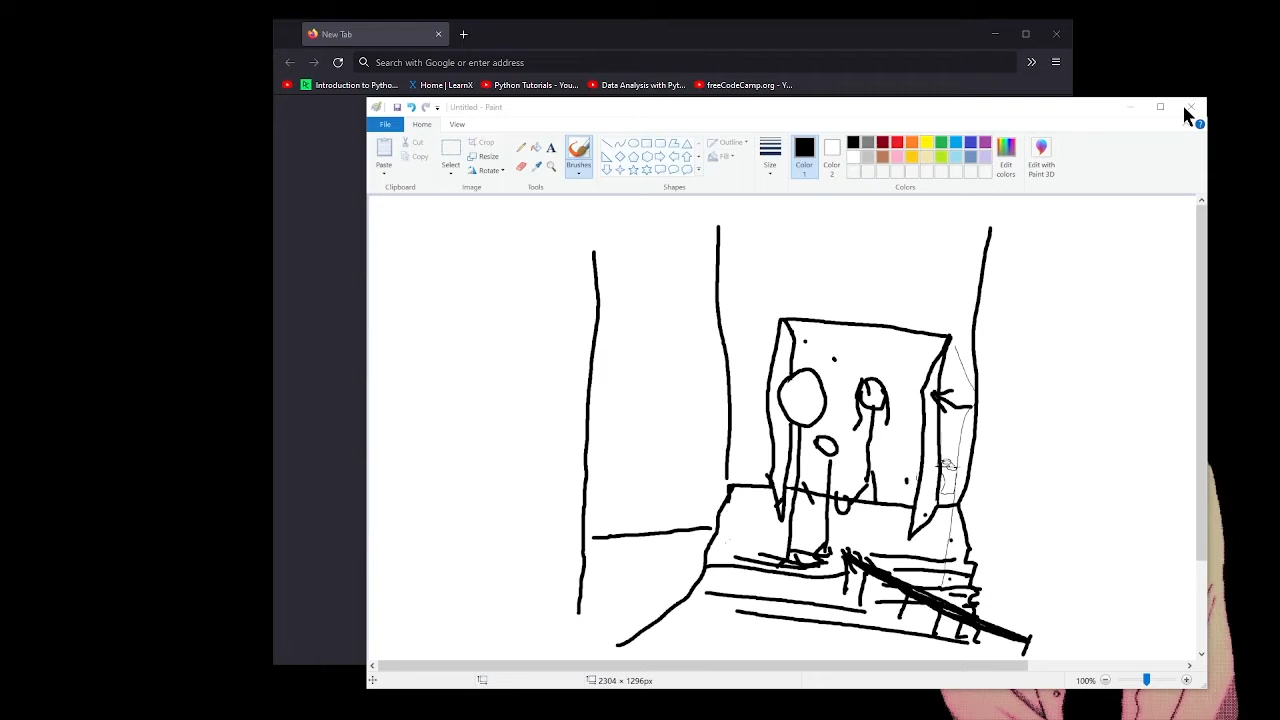 New Tab
Search with Google or enter address
Introduction to Pytho...
Home | LearnX
Python Tutorials - You...
Data Analysis with Pyt...
freeCodeCamp.org - Y...
Untitled - Paint
File
Home
View
Paste
Cut
Copy
Clipboard
Select
Crop
Resize
Rotate
Image
Tools
Brushes
Outline
Fill
Shapes
Size
Color
1
Color
2
Colors
Edit
colors
Edit with
Paint 3D
2304 × 1296px
100%